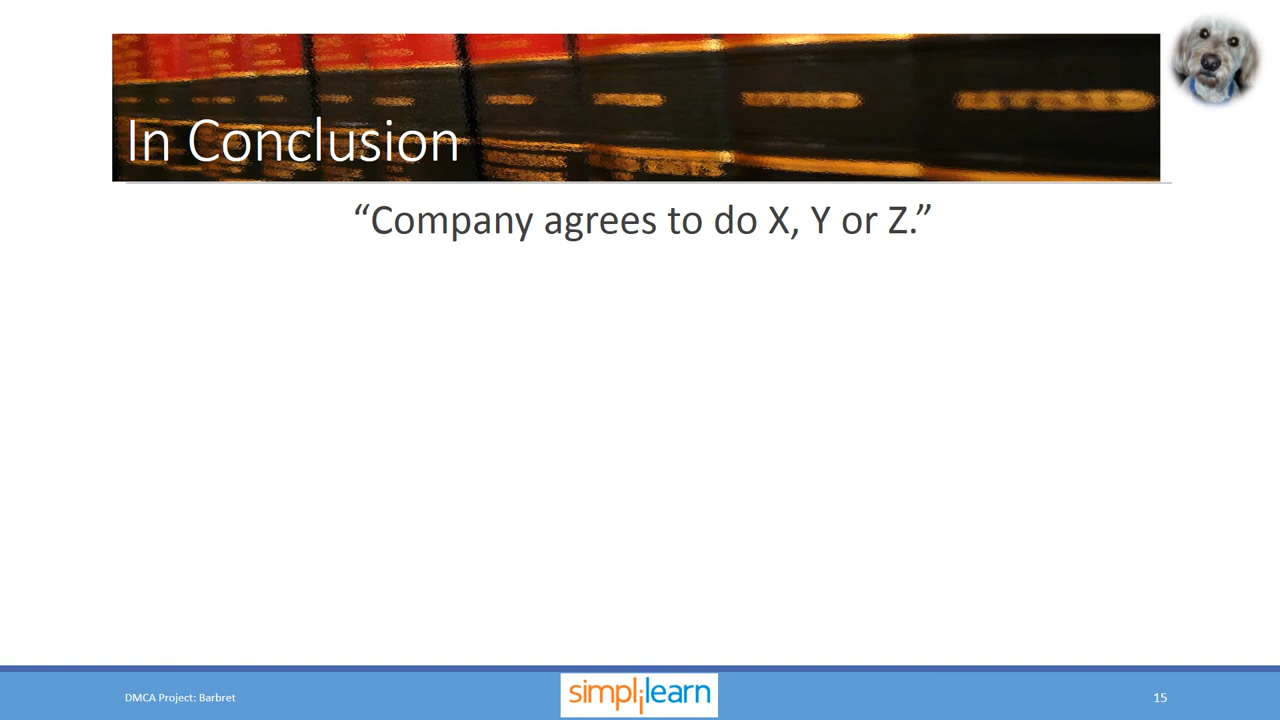 In Conclusion
“Company agrees to do X, Y or Z.”
DMCA Project: Barbret
simplilearn
15